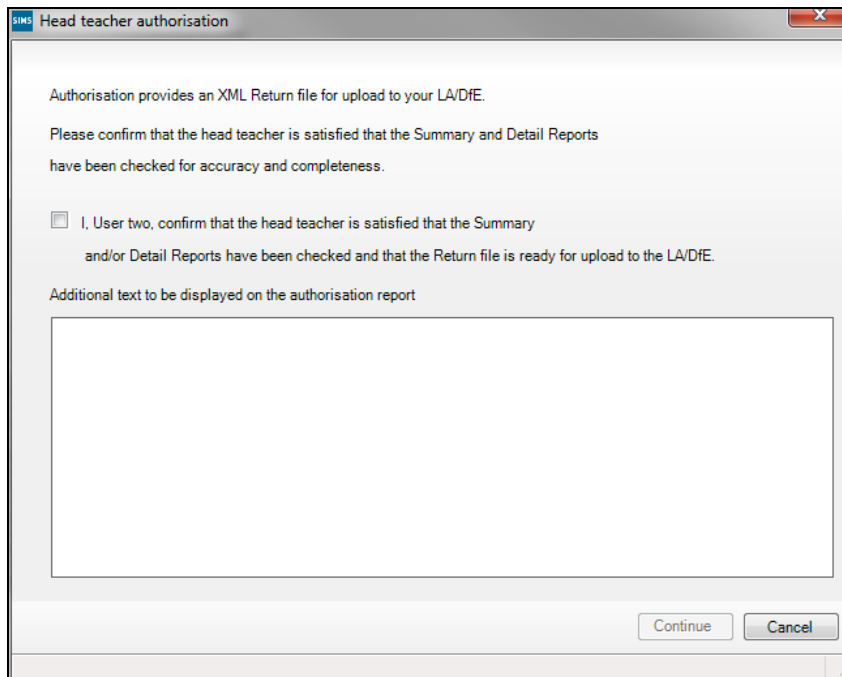 SIMS Head teacher authorisation
Authorisation provides an XML Return file for upload to your LA/DfE.
Please confirm that the head teacher is satisfied that the Summary and Detail Reports
have been checked for accuracy and completeness.
I, User two, confirm that the head teacher is satisfied that the Summary
and/or Detail Reports have been checked and that the Return file is ready for upload to the LA/DfE.
Additional text to be displayed on the authorisation report
Continue Cancel